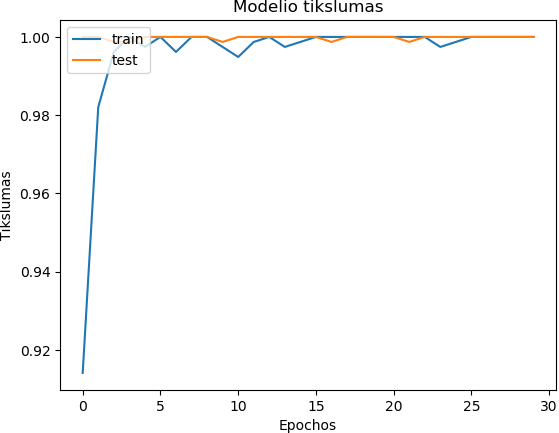 Modelio tikslumas
train
test
1.00
0.98
0.96
0.94
0.92
Tikslumas
0 5 10 15 20 25 30
Epochos